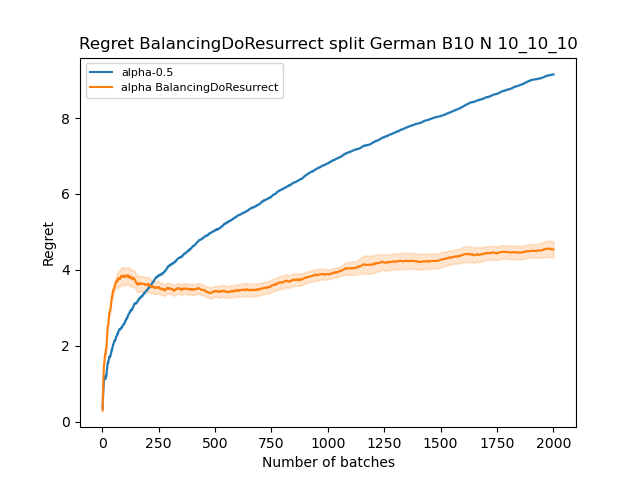 Regret BalancingDoResurrect split German B10 N 10_10_10
alpha-0.5
alpha BalancingDoResurrect
8
6
4
2
0
Regret
0 250 500 750 1000 1250 1500 1750 2000
Number of batches